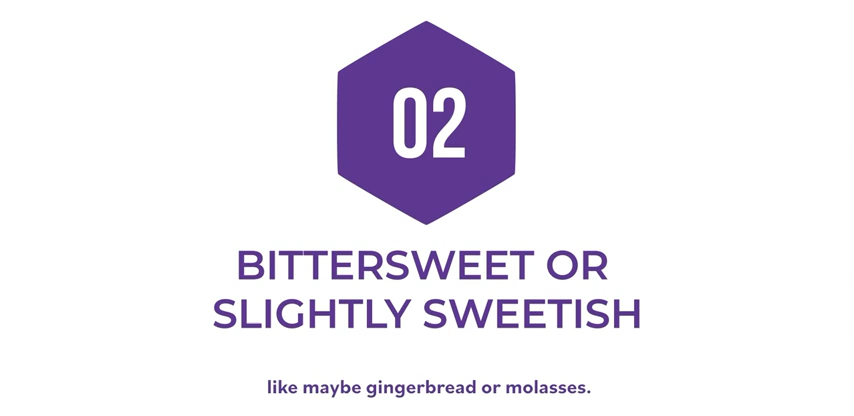 02
BITTERSWEET OR
SLIGHTLY SWEETISH
like maybe gingerbread or molasses.